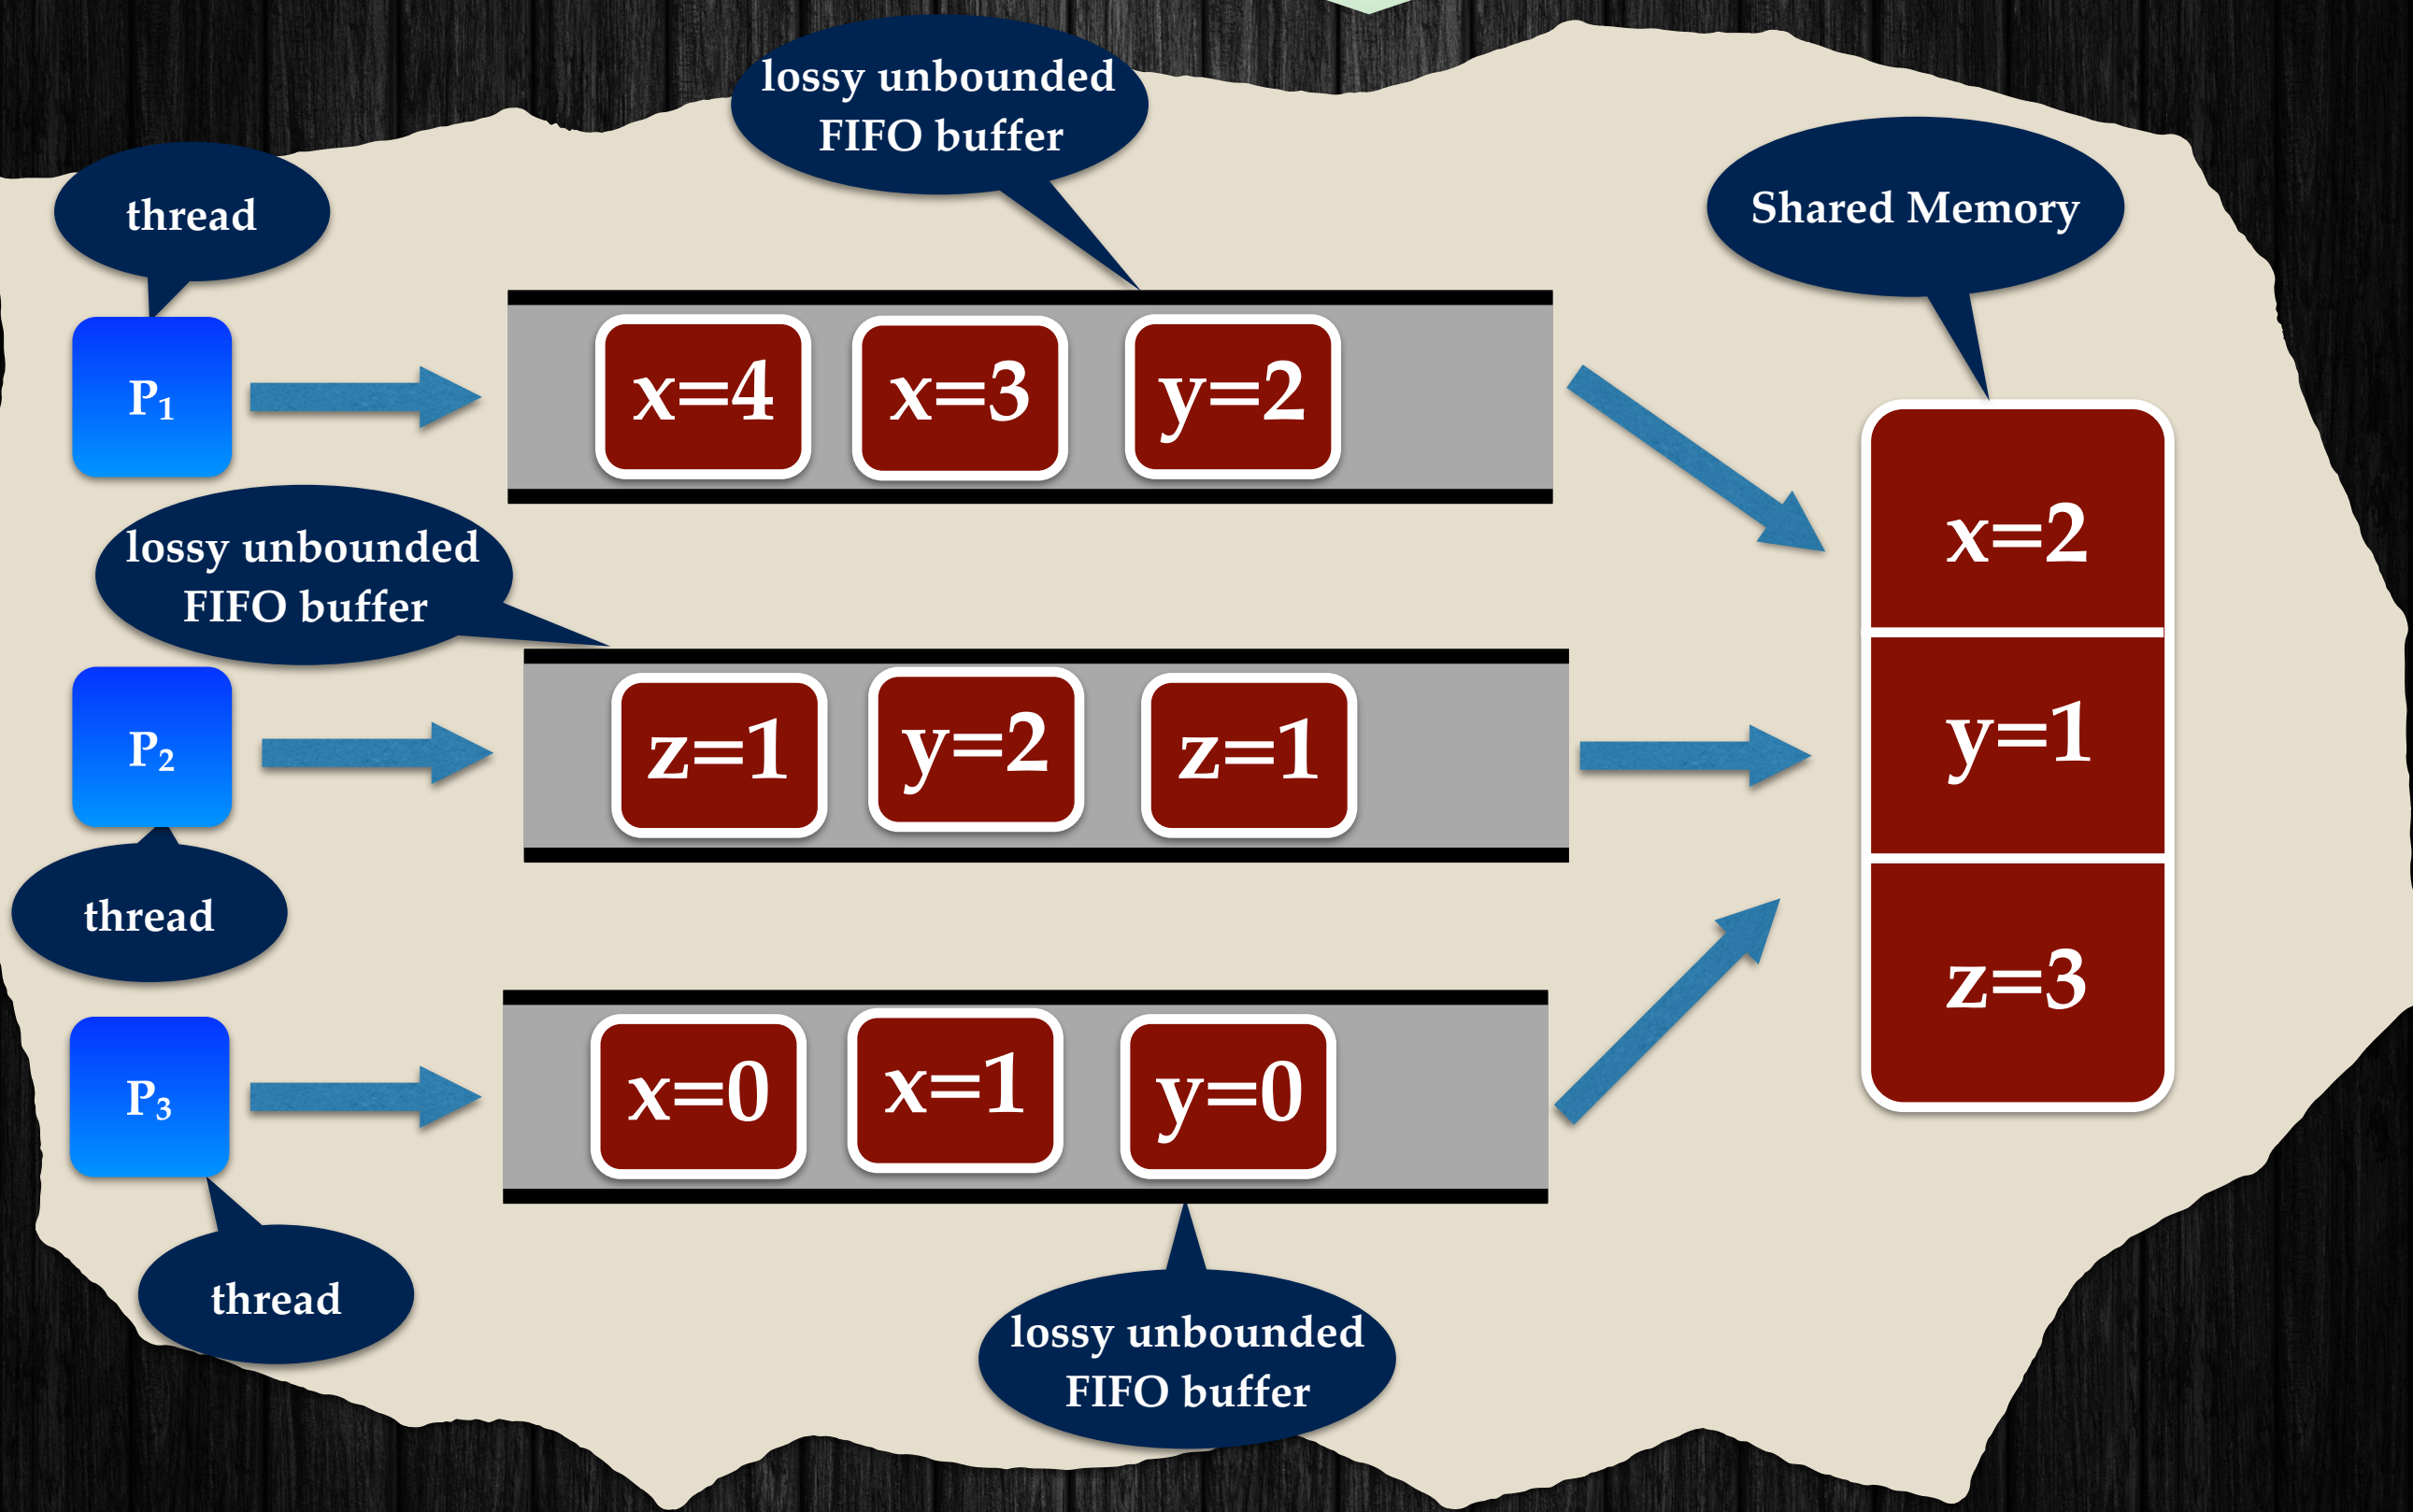 lossy unbounded
FIFO buffer
thread
Shared Memory
P₁
x=4
x=3
y=2
x=2
lossy unbounded
FIFO buffer
P₂
z=1
y=2
z=1
y=1
thread
z=3
P₃
x=0
x=1
y=0
thread
lossy unbounded
FIFO buffer